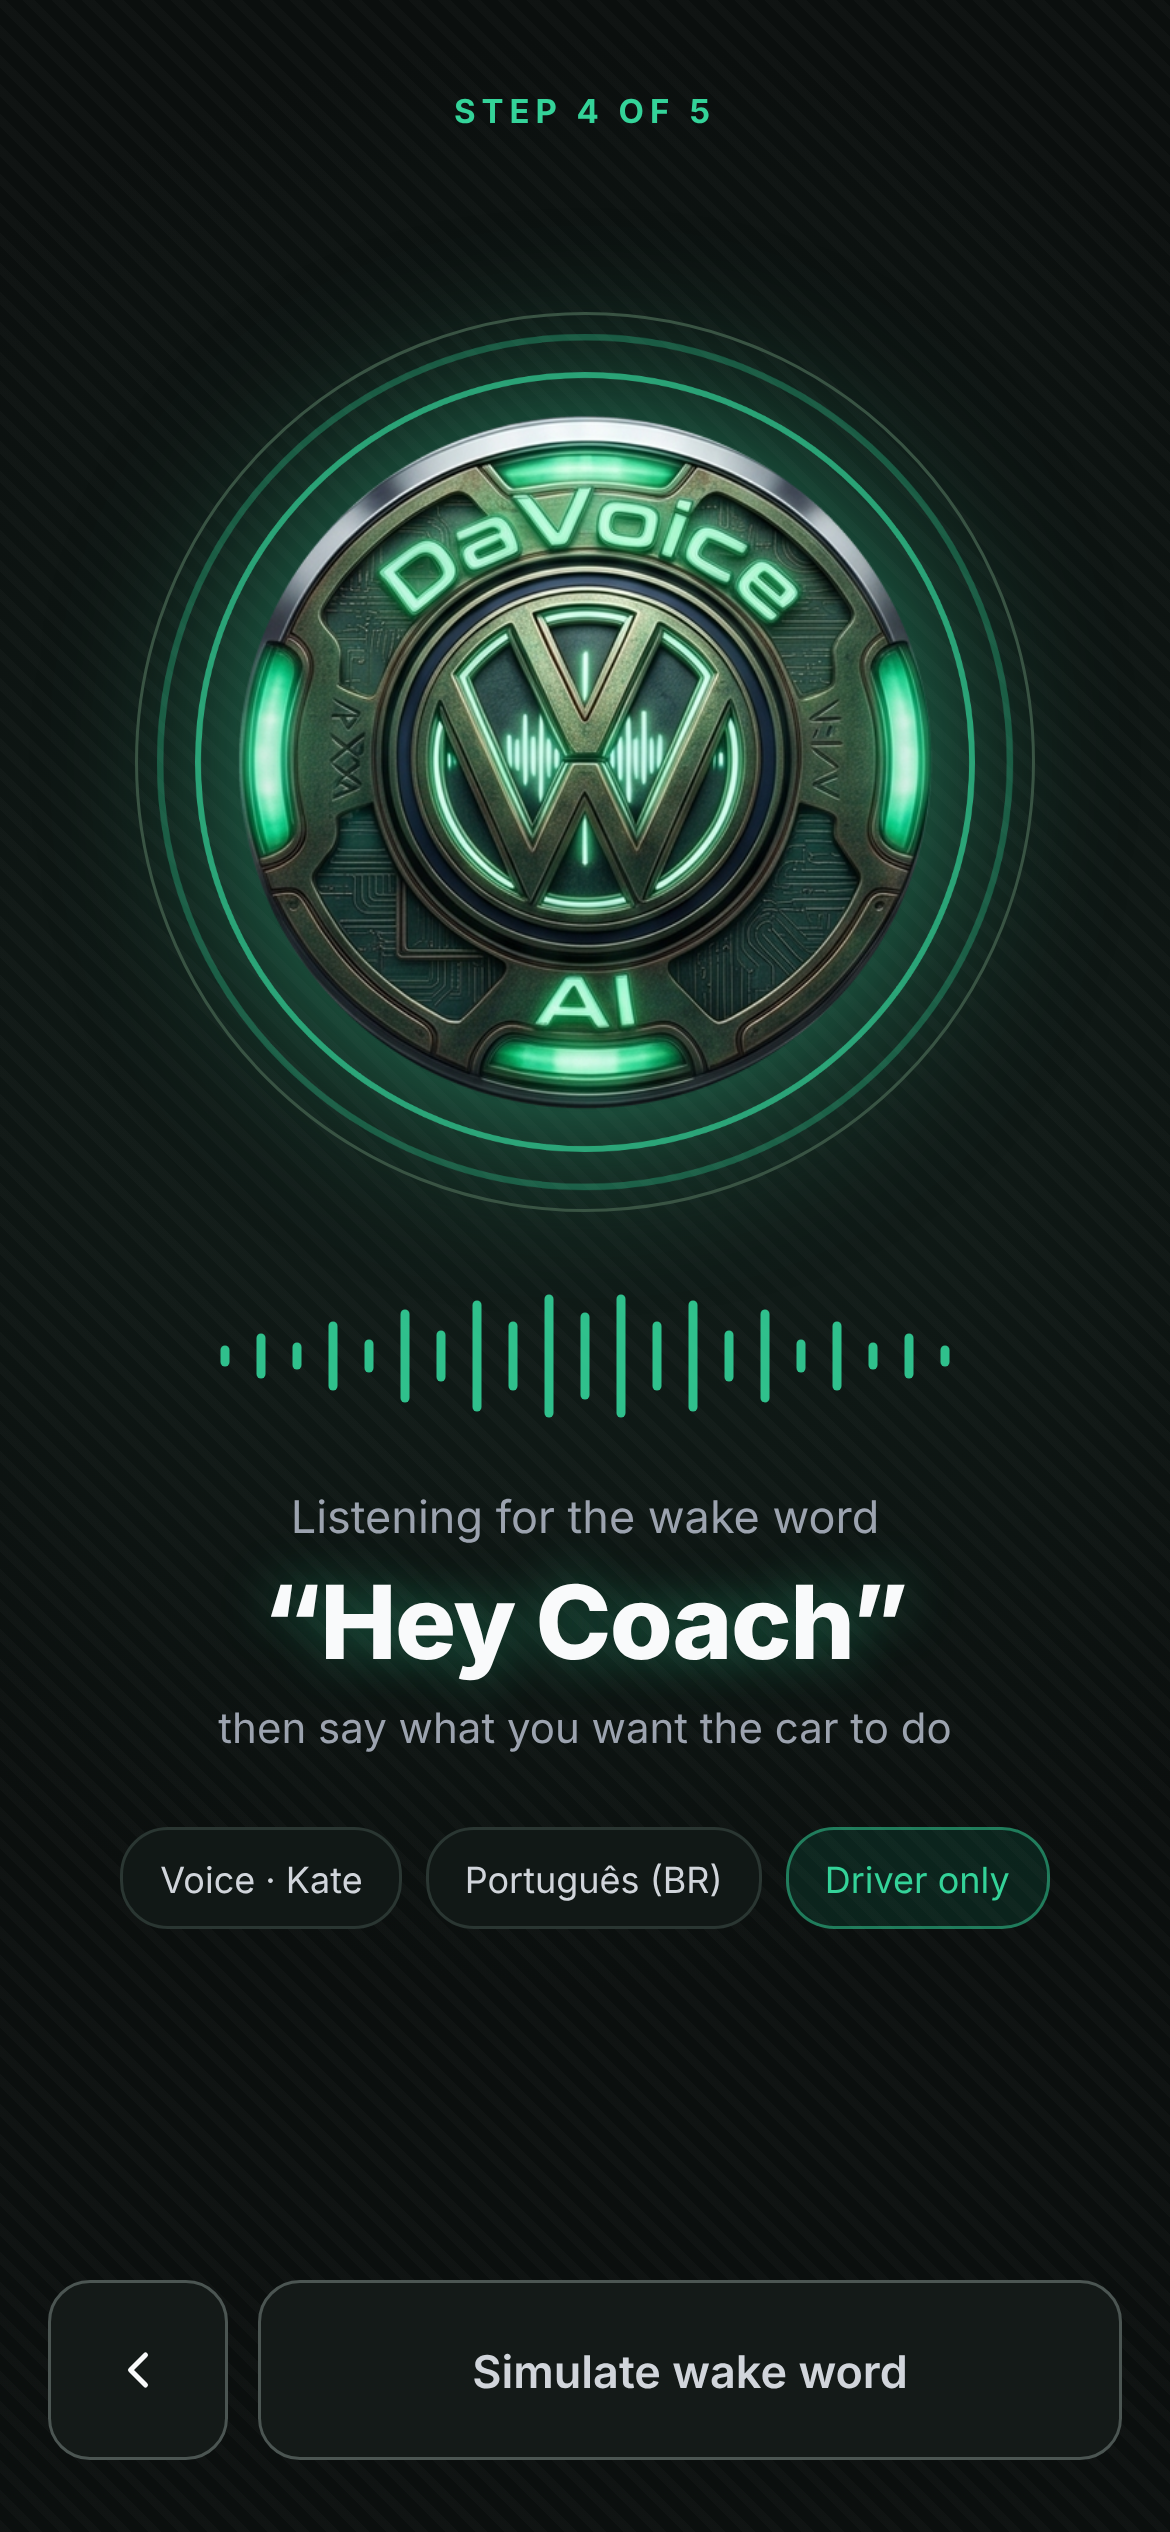 STEP 4 OF 5
DaVoice
AI
Listening for the wake word
“Hey Coach”
then say what you want the car to do
Voice · Kate
Português (BR)
Driver only
Simulate wake word